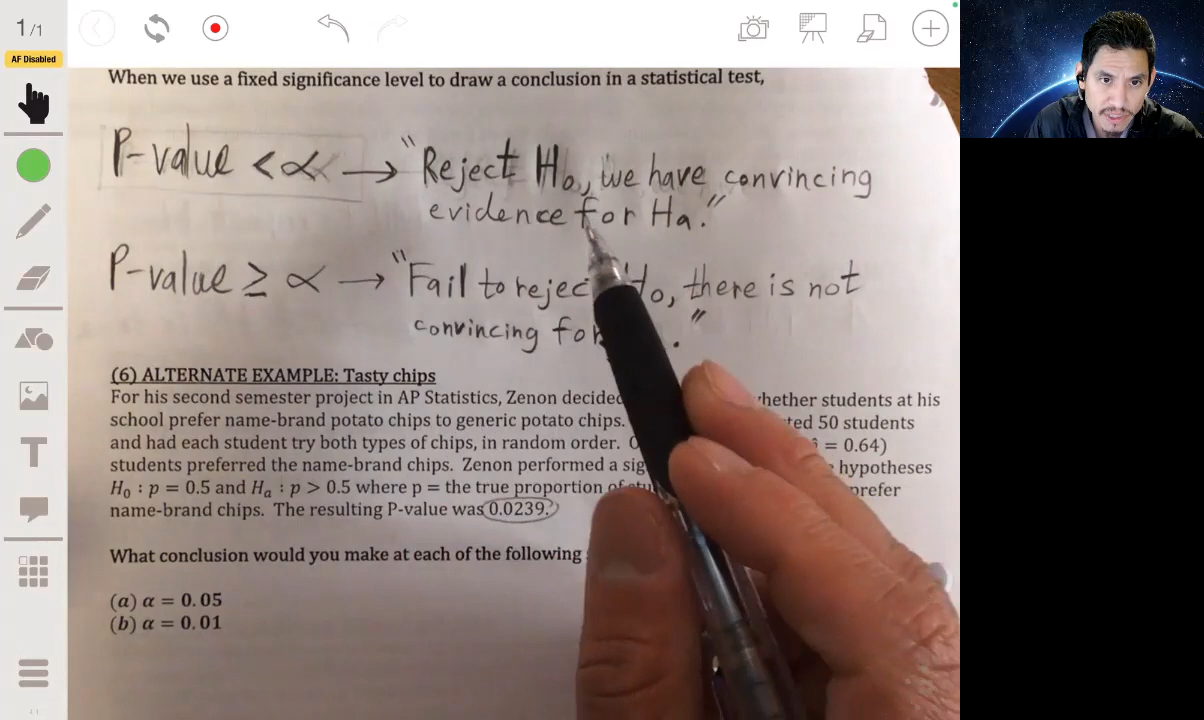 1/1
AF Disabled
When we use a fixed significance level to draw a conclusion in a statistical test,
P-value < α → "Reject H₀, we have convincing
evidence for Ha."
P-value ≥ α → "Fail to reject H₀, there is not
convincing for ."
(6) ALTERNATE EXAMPLE: Tasty chips
For his second semester project in AP Statistics, Zenon decided whether students at his
school prefer name-brand potato chips to generic potato chips. 50 students
and had each student try both types of chips, in random order. = 0.64)
students preferred the name-brand chips. Zenon performed a hypotheses
H₀ : p = 0.5 and Hₐ : p > 0.5 where p = the true proportion of prefer
name-brand chips. The resulting P-value was 0.0239.
What conclusion would you make at each of the following
(a) α = 0.05
(b) α = 0.01
T